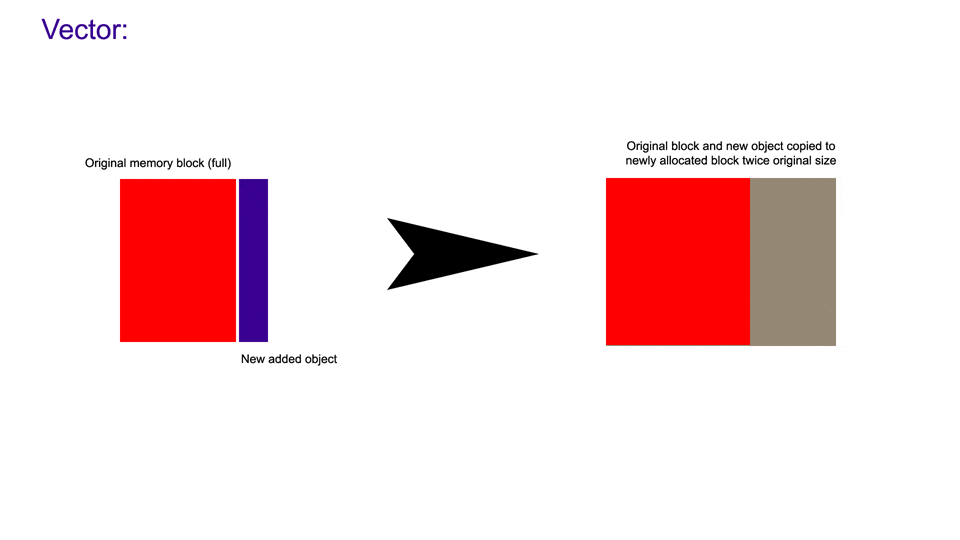 Vector:
Original memory block (full)
New added object
Original block and new object copied to
newly allocated block twice original size